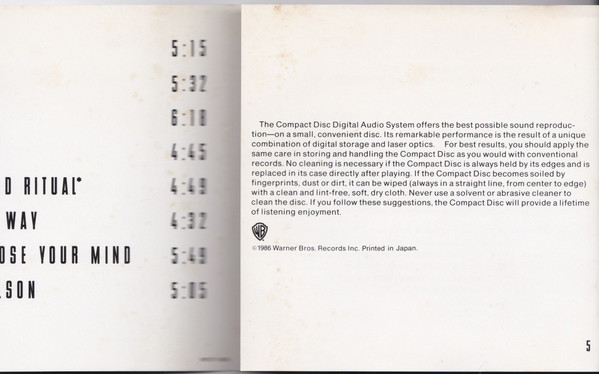 5:15
5:32
6:18
4:45
D RITUAL* 4:49
WAY 4:32
OSE YOUR MIND 5:49
LSON 5:05
The Compact Disc Digital Audio System offers the best possible sound reproduc-
tion—on a small, convenient disc. Its remarkable performance is the result of a unique
combination of digital storage and laser optics. For best results, you should apply the
same care in storing and handling the Compact Disc as you would with conventional
records. No cleaning is necessary if the Compact Disc is always held by its edges and is
replaced in its case directly after playing. If the Compact Disc becomes soiled by
fingerprints, dust or dirt, it can be wiped (always in a straight line, from center to edge)
with a clean and lint-free, soft, dry cloth. Never use a solvent or abrasive cleaner to
clean the disc. If you follow these suggestions, the Compact Disc will provide a lifetime
of listening enjoyment.
WB
©1986 Warner Bros. Records Inc. Printed in Japan.
5